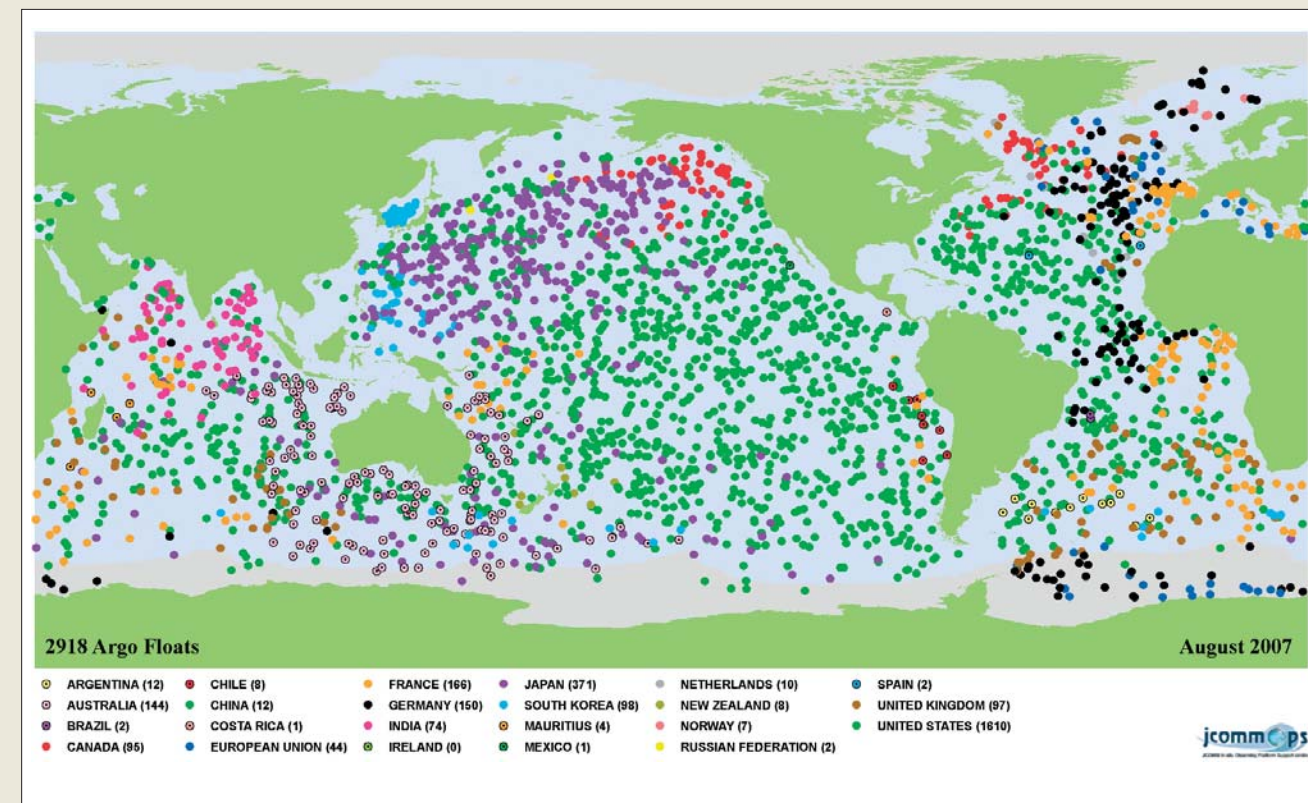 2918 Argo Floats
August 2007
ARGENTINA (12)
CHILE (8)
FRANCE (166)
JAPAN (371)
NETHERLANDS (10)
SPAIN (2)
AUSTRALIA (144)
CHINA (12)
GERMANY (150)
SOUTH KOREA (98)
NEW ZEALAND (8)
UNITED KINGDOM (97)
BRAZIL (2)
COSTA RICA (1)
INDIA (74)
MAURITIUS (4)
NORWAY (7)
UNITED STATES (1610)
CANADA (95)
EUROPEAN UNION (44)
IRELAND (0)
MEXICO (1)
RUSSIAN FEDERATION (2)
jcommops